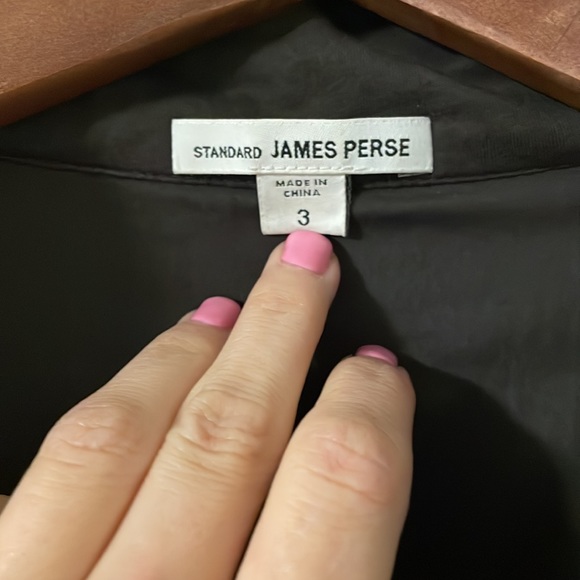 STANDARD JAMES PERSE
MADE IN
CHINA
3